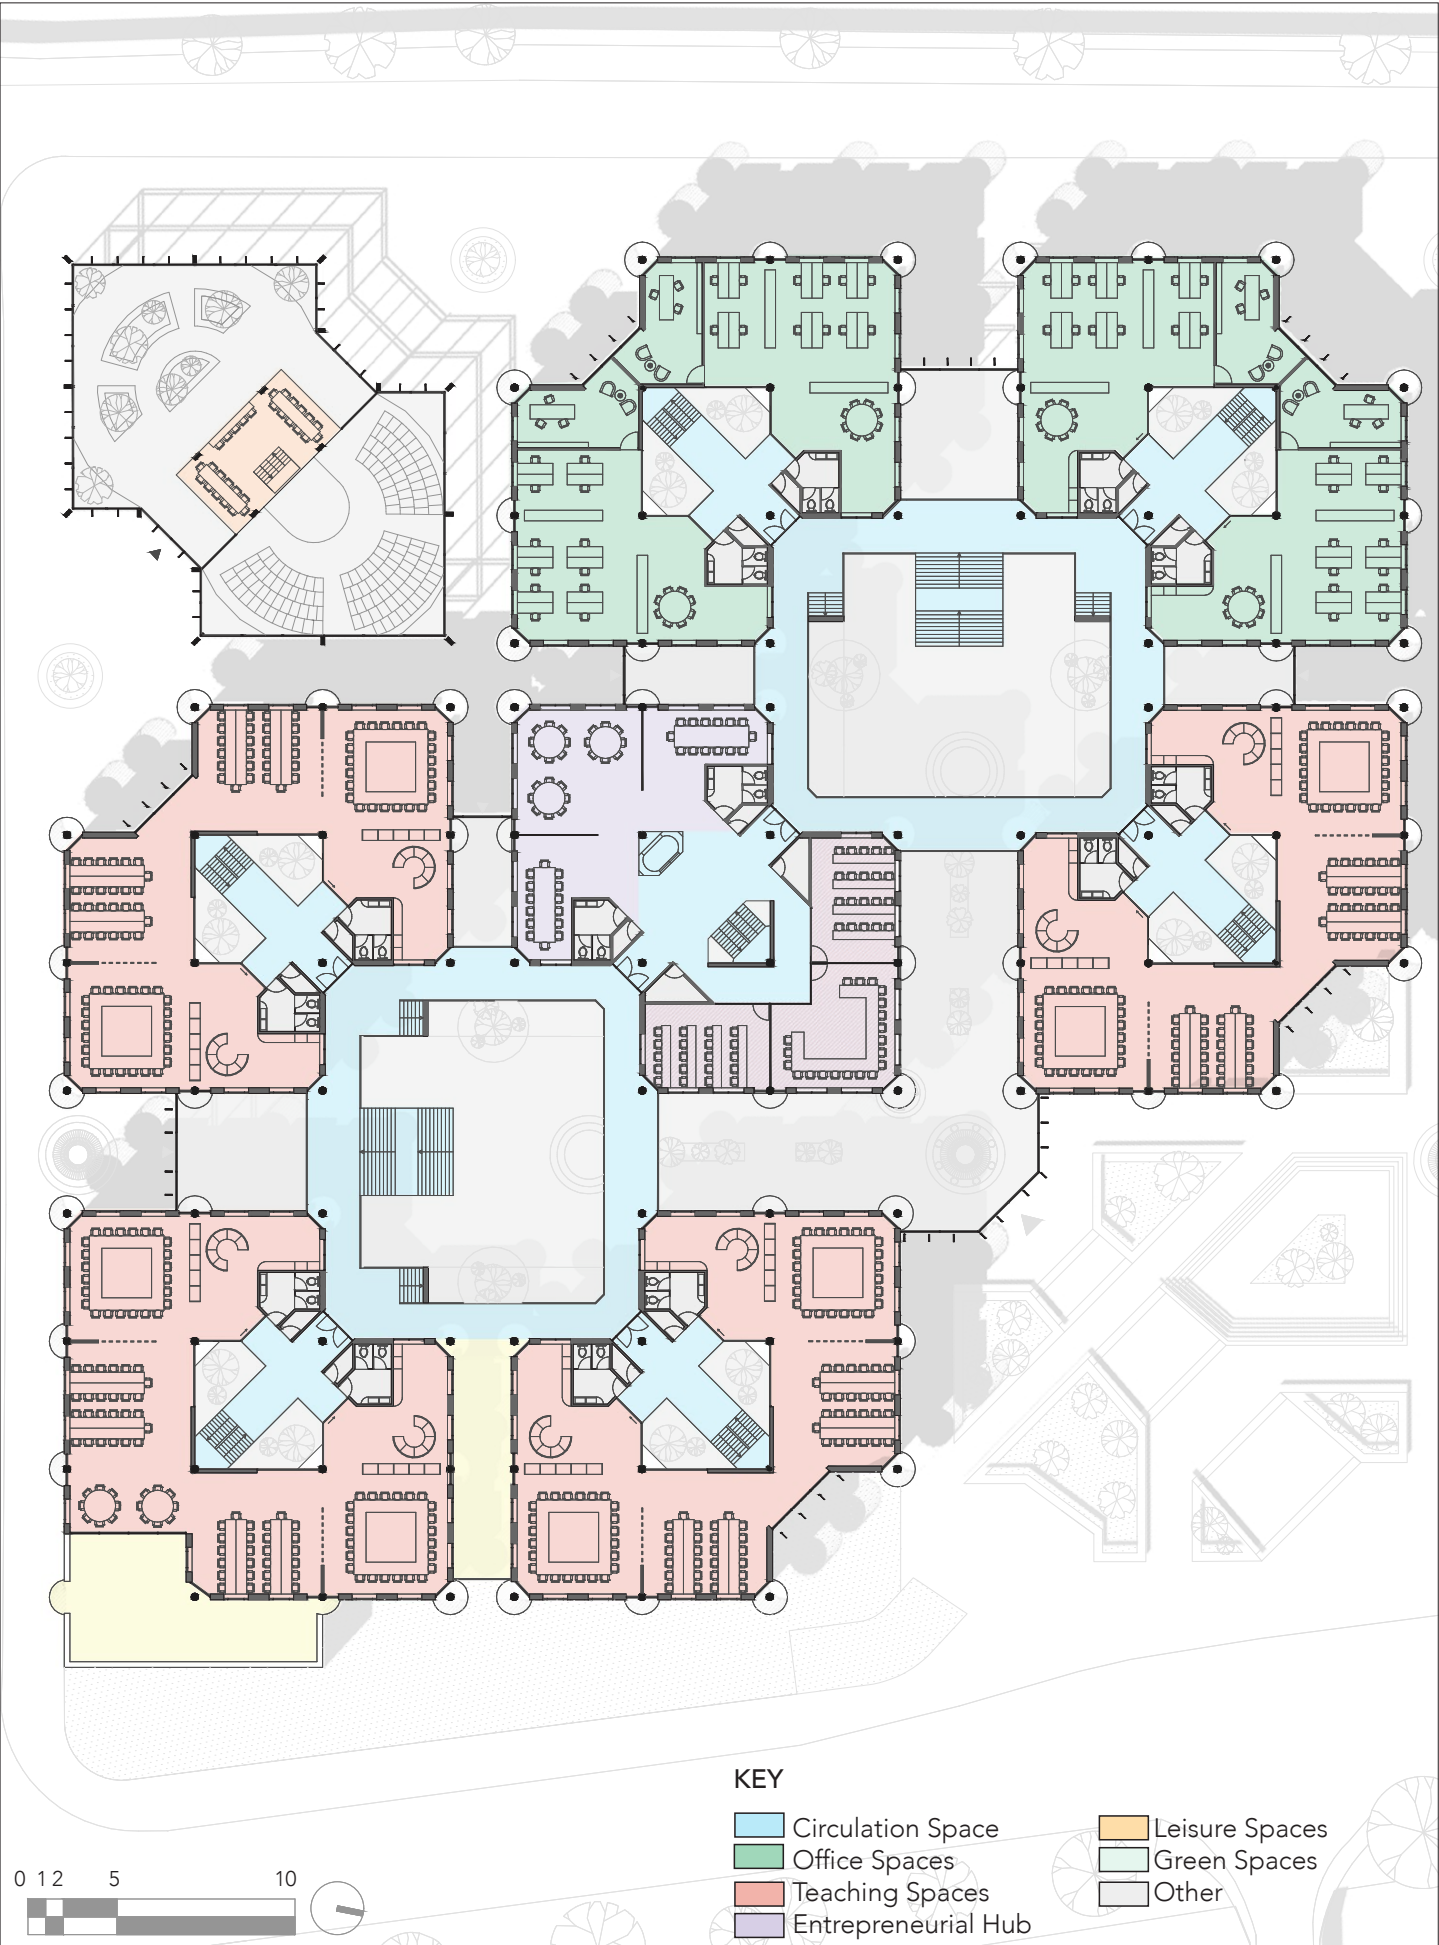 KEY
Circulation Space
Office Spaces
Teaching Spaces
Entrepreneurial Hub
Leisure Spaces
Green Spaces
Other
0 1 2 5 10